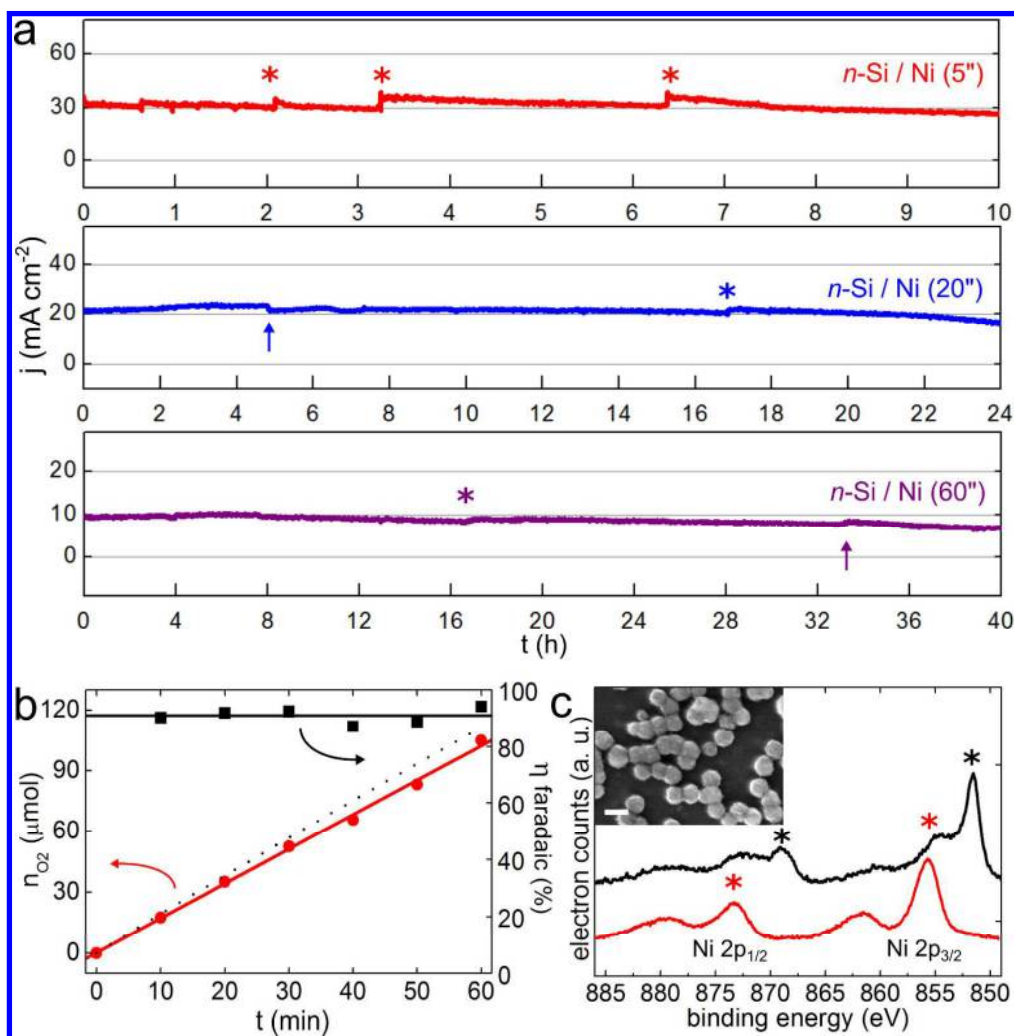 a
60
30
0
n-Si / Ni (5")
* * *
0 1 2 3 4 5 6 7 8 9 10
j (mA cm⁻²)
40
20
0
n-Si / Ni (20")
*
0 2 4 6 8 10 12 14 16 18 20 22 24
20
10
0
n-Si / Ni (60")
*
0 4 8 12 16 20 24 28 32 36 40
t (h)
b
n_O2 (μmol)
120
90
60
30
0
100
80
60
40
20
0
η faradaic (%)
0 10 20 30 40 50 60
t (min)
c
electron counts (a. u.)
* *
* *
Ni 2p₁/₂ Ni 2p₃/₂
885 880 875 870 865 860 855 850
binding energy (eV)